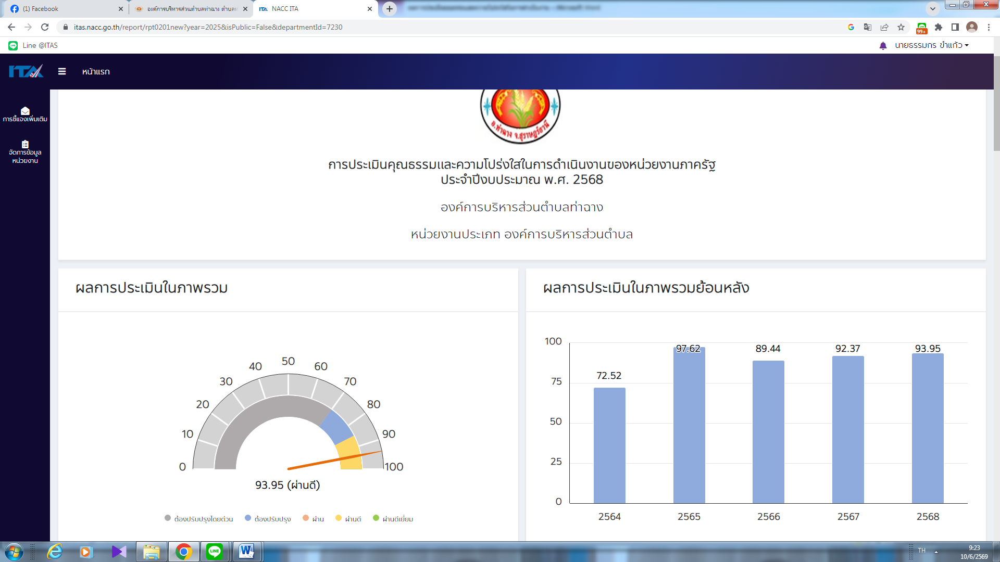 (1) Facebook
องค์การบริหารส่วนตำบลท่าฉาง ตำบลท
ITA NACC ITA
itas.nacc.go.th/report/rpt0201new?year=2025&isPublic=False&departmentId=7230
99+
Line @ITAS
นายธรรมกร ขำแก้ว
ITA
หน้าแรก
การชี้แจงเพิ่มเติม
จัดการข้อมูล
หน่วยงาน
อ.ท่าฉาง จ.สุราษฎร์ธานี
การประเมินคุณธรรมและความโปร่งใสในการดำเนินงานของหน่วยงานภาครัฐ
ประจำปีงบประมาณ พ.ศ. 2568
องค์การบริหารส่วนตำบลท่าฉาง
หน่วยงานประเภท องค์การบริหารส่วนตำบล
ผลการประเมินในภาพรวม
0 10 20 30 40 50 60 70 80 90 100
93.95 (ผ่านดี)
ต้องปรับปรุงโดยด่วน ต้องปรับปรุง ผ่าน ผ่านดี ผ่านดีเยี่ยม
ผลการประเมินในภาพรวมย้อนหลัง
100
75
50
25
0
72.52 97.62 89.44 92.37 93.95
2564 2565 2566 2567 2568
LINE
TH
9:23
10/6/2569